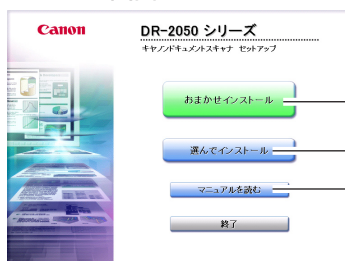 Canon
DR-2050 シリーズ
キヤノンドキュメントスキャナ セットアップ
おまかせインストール
選んでインストール
マニュアルを読む
終了